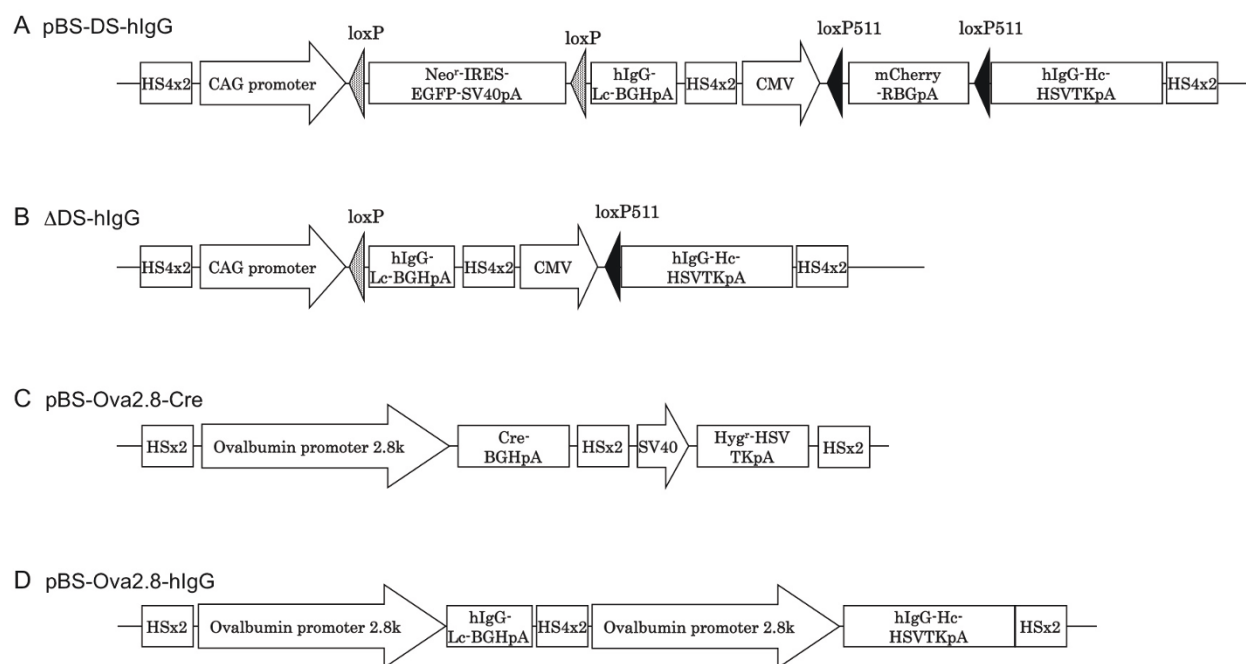 A pBS-DS-hIgG
loxP
loxP
loxP511
loxP511
HS4x2
CAG promoter
Neoʳ-IRES-
EGFP-SV40pA
hIgG-
Lc-BGHpA
HS4x2
CMV
mCherry
-RBGpA
hIgG-Hc-
HSVTKpA
HS4x2
B ΔDS-hIgG
loxP
loxP511
HS4x2
CAG promoter
hIgG-
Lc-BGHpA
HS4x2
CMV
hIgG-Hc-
HSVTKpA
HS4x2
C pBS-Ova2.8-Cre
HSx2
Ovalbumin promoter 2.8k
Cre-
BGHpA
HSx2
SV40
Hygʳ-HSV
TKpA
HSx2
D pBS-Ova2.8-hIgG
HSx2
Ovalbumin promoter 2.8k
hIgG-
Lc-BGHpA
HS4x2
Ovalbumin promoter 2.8k
hIgG-Hc-
HSVTKpA
HSx2